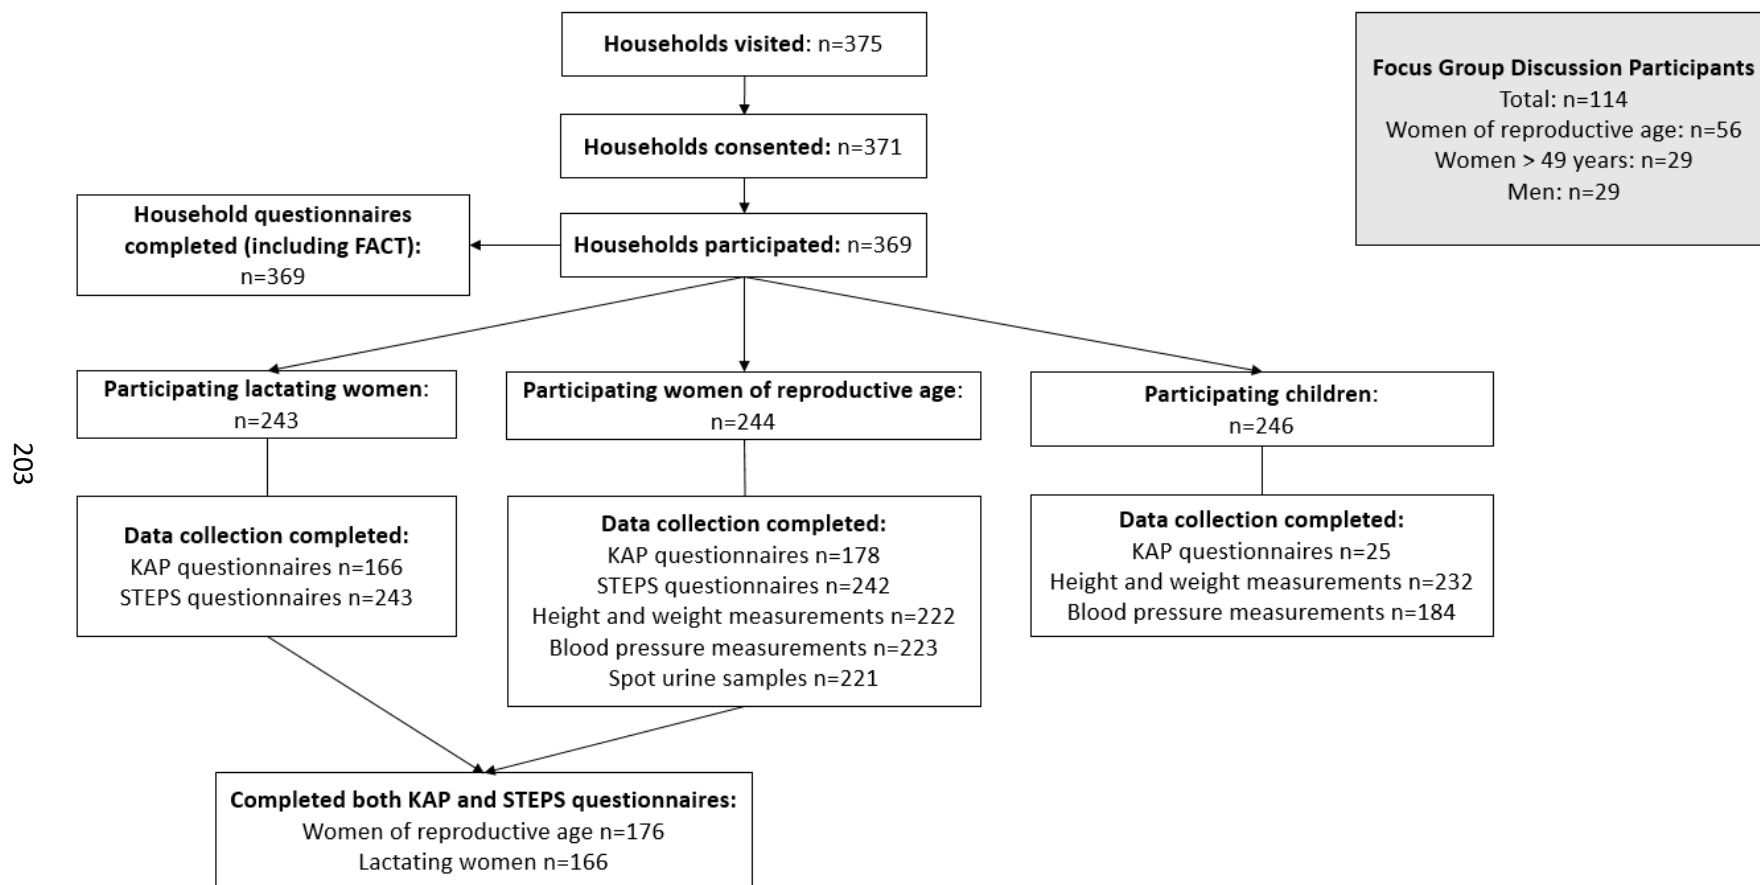 Households visited: n=375
Households consented: n=371
Households participated: n=369
Household questionnaires
completed (including FACT):
n=369
Focus Group Discussion Participants
Total: n=114
Women of reproductive age: n=56
Women > 49 years: n=29
Men: n=29
Participating lactating women:
n=243
Participating women of reproductive age:
n=244
Participating children:
n=246
Data collection completed:
KAP questionnaires n=166
STEPS questionnaires n=243
Data collection completed:
KAP questionnaires n=178
STEPS questionnaires n=242
Height and weight measurements n=222
Blood pressure measurements n=223
Spot urine samples n=221
Data collection completed:
KAP questionnaires n=25
Height and weight measurements n=232
Blood pressure measurements n=184
Completed both KAP and STEPS questionnaires:
Women of reproductive age n=176
Lactating women n=166
203